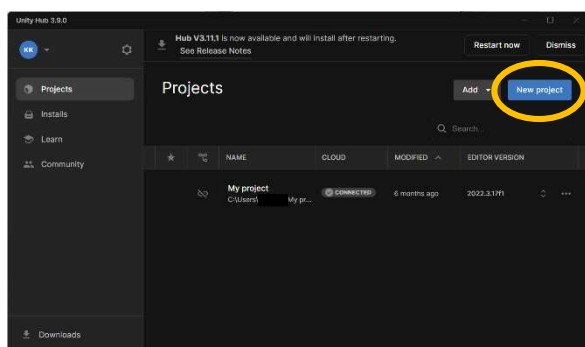 Unity Hub 3.9.0
KK
Hub V3.11.1 is now available and will install after restarting.
See Release Notes
Restart now
Dismiss
Projects
Installs
Learn
Community
Downloads
Projects
Add
New project
Search...
NAME
CLOUD
MODIFIED
EDITOR VERSION
My project
C:\Users\ My pr...
CONNECTED
6 months ago
2022.3.17f1